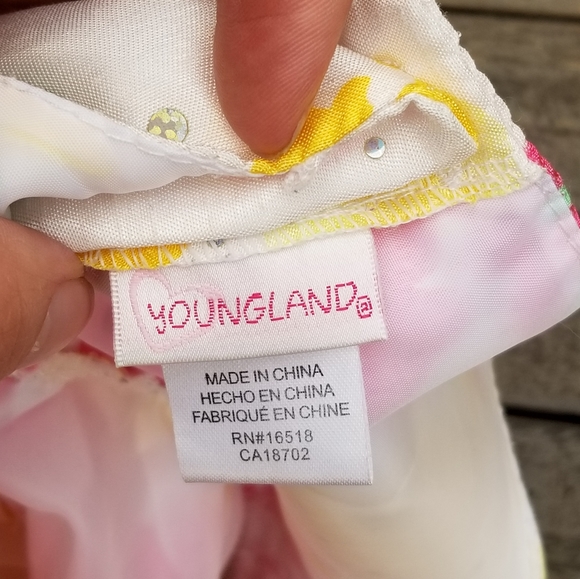 YOUNGLAND®
MADE IN CHINA
HECHO EN CHINA
FABRIQUÉ EN CHINE
RN#16518
CA18702